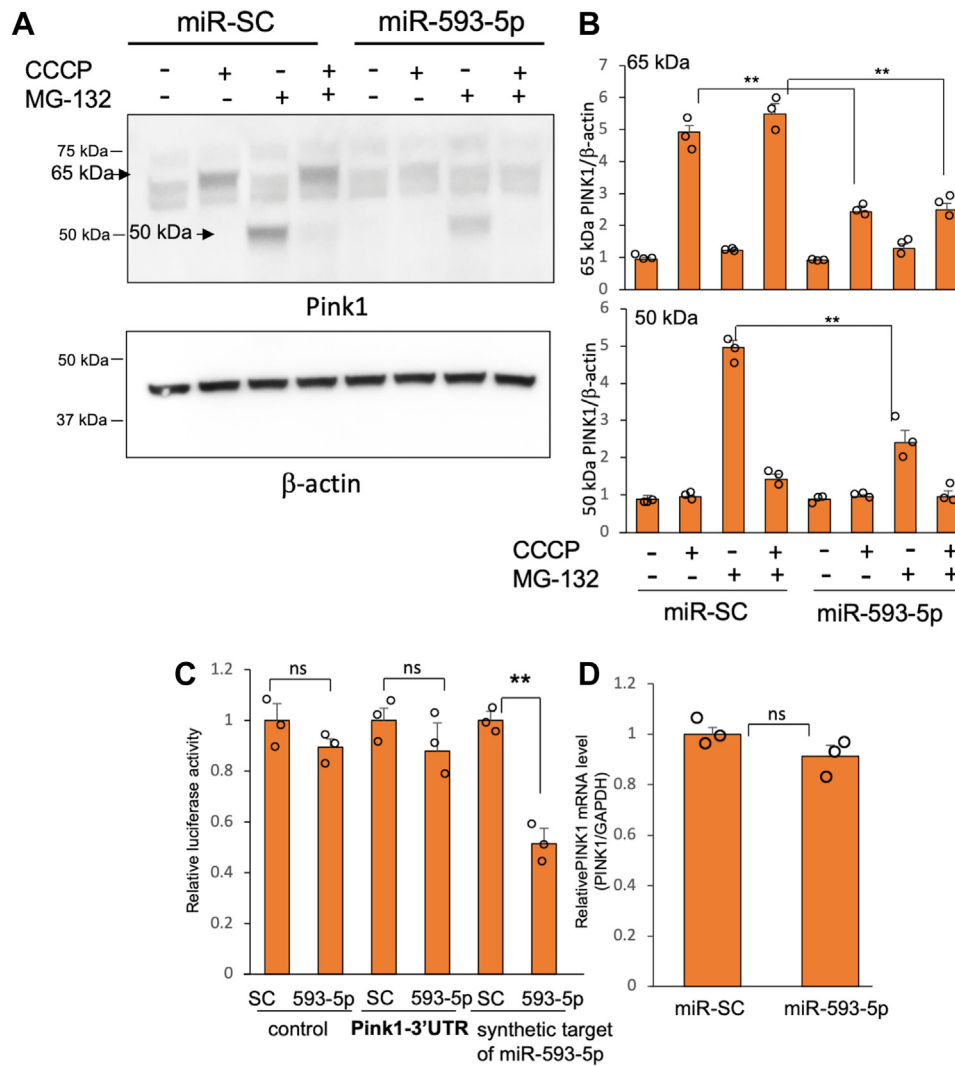 A
miR-SC miR-593-5p
CCCP - + - + - + - +
MG-132 - - + + - - + +
75 kDa
65 kDa
50 kDa 50 kDa
Pink1
50 kDa
37 kDa
β-actin
B
65 kDa
65 kDa PINK1/β-actin
7
6
5
4
3
2
1
0
** **
50 kDa
50 kDa PINK1/β-actin
5
4
3
2
1
0
**
CCCP - + - + - + - +
MG-132 - - + + - - + +
miR-SC miR-593-5p
C
Relative luciferase activity
1.2
1
0.8
0.6
0.4
0.2
0
ns ns **
SC 593-5p SC 593-5p SC 593-5p
control Pink1-3'UTR synthetic target
of miR-593-5p
D
RelativePINK1 mRNA level
(PINK1/GAPDH)
1.2
1
0.8
0.6
0.4
0.2
0
ns
miR-SC miR-593-5p